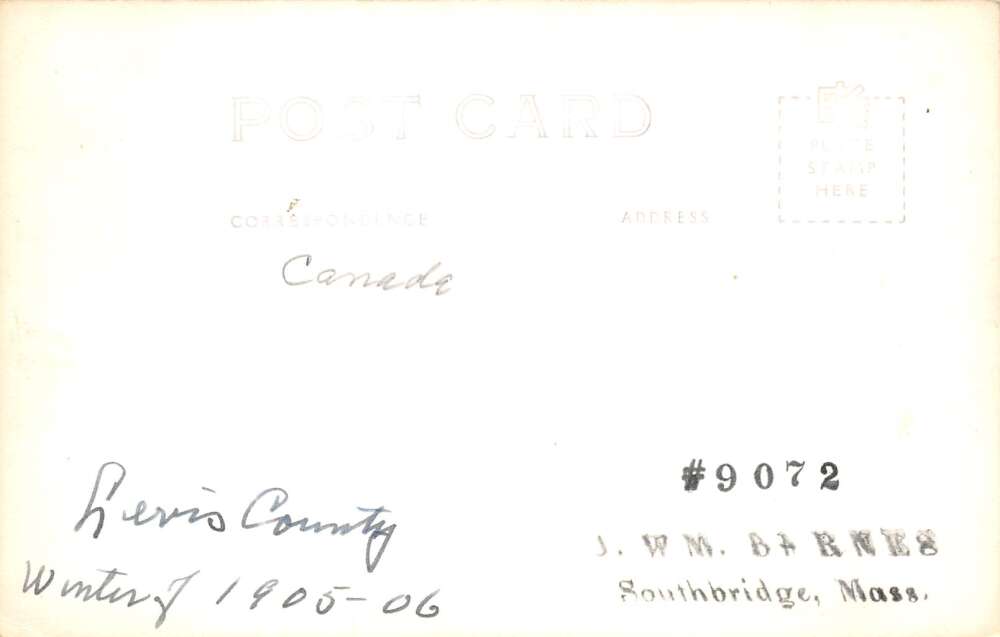 POST CARD
PLACE
STAMP
HERE
CORRESPONDENCE
ADDRESS
Canada
Levis County
Winter of 1905-06
#9072
J. WM. BARNES
Southbridge, Mass.